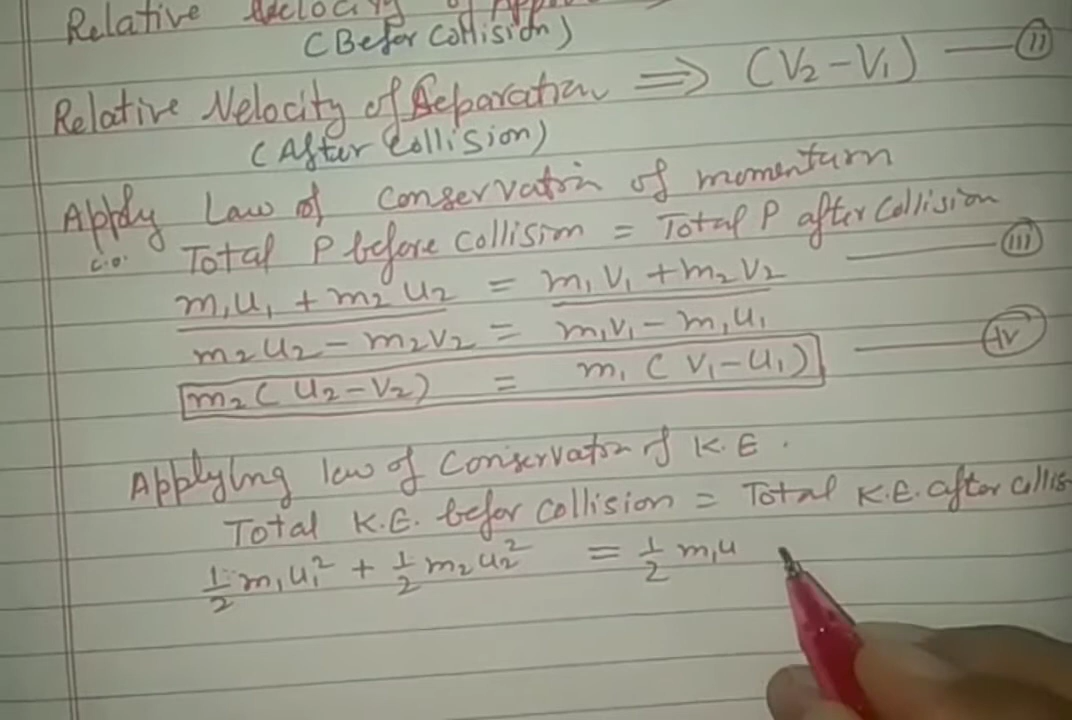 Relative Velocity of
(Befor Collision)
Relative Velocity of Separation ⇒ (V₂ - V₁) — (ii)
(After Collision)
Apply Law of Conservation of momentum
Total P before Collision = Total P after Collision
m₁u₁ + m₂u₂ = m₁v₁ + m₂v₂ — (iii)
m₂u₂ - m₂v₂ = m₁v₁ - m₁u₁
m₂(u₂ - v₂) = m₁(v₁ - u₁) — (iv)
Applying law of Conservation of K.E.
Total K.E. befor Collision = Total K.E. after
½ m₁u₁² + ½ m₂u₂² = ½ m₁u